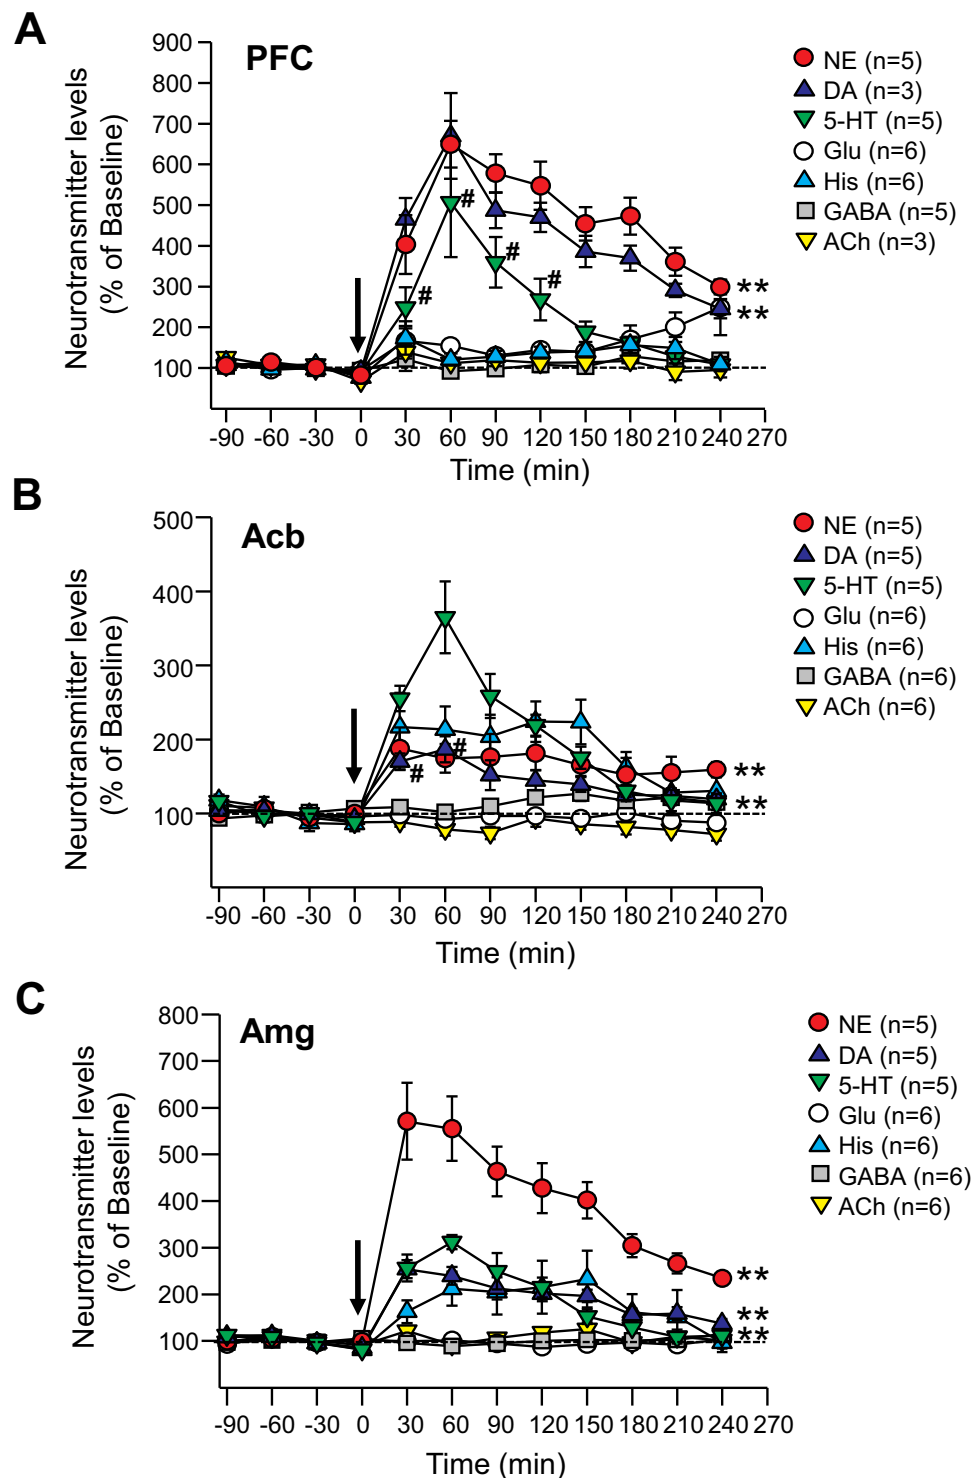 A
PFC
900
800
700
600
500
400
300
200
100
Neurotransmitter levels
(% of Baseline)
#
#
#
#
**
**
-90 -60 -30 0 30 60 90 120 150 180 210 240 270
Time (min)
NE (n=5)
DA (n=3)
5-HT (n=5)
Glu (n=6)
His (n=6)
GABA (n=5)
ACh (n=3)
B
Acb
500
400
300
200
100
Neurotransmitter levels
(% of Baseline)
#
#
**
**
-90 -60 -30 0 30 60 90 120 150 180 210 240 270
Time (min)
NE (n=5)
DA (n=5)
5-HT (n=5)
Glu (n=6)
His (n=6)
GABA (n=6)
ACh (n=6)
C
Amg
800
700
600
500
400
300
200
100
Neurotransmitter levels
(% of Baseline)
**
**
**
-90 -60 -30 0 30 60 90 120 150 180 210 240 270
Time (min)
NE (n=5)
DA (n=5)
5-HT (n=5)
Glu (n=6)
His (n=6)
GABA (n=6)
ACh (n=6)